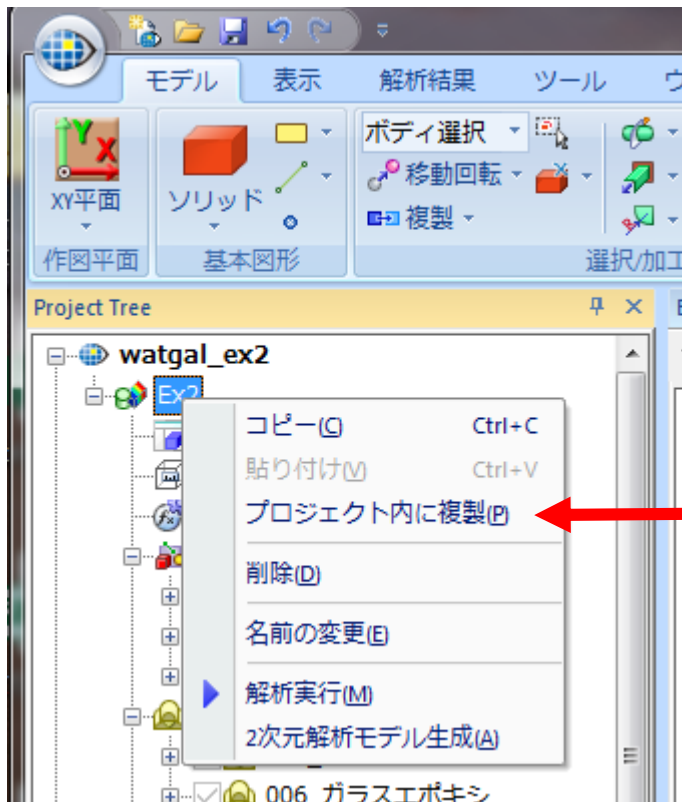 モデル 表示 解析結果 ツール
ボディ選択
XY平面 ソリッド 移動回転
複製
作図平面 基本図形 選択/加工
Project Tree
watgal_ex2
Ex2
コピー(C) Ctrl+C
貼り付け(V) Ctrl+V
プロジェクト内に複製(P)
削除(D)
名前の変更(E)
解析実行(M)
2次元解析モデル生成(A)
006_ガラスエポキシ